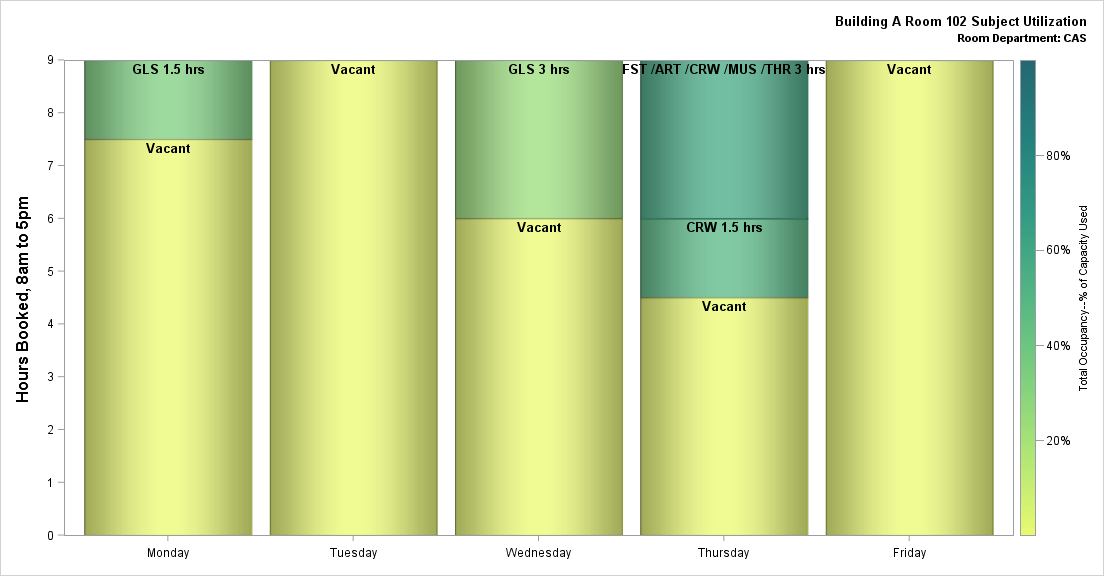 Building A Room 102 Subject Utilization
Room Department: CAS
GLS 1.5 hrs
Vacant
Vacant
GLS 3 hrs
Vacant
FST /ART /CRW /MUS /THR 3 hrs
CRW 1.5 hrs
Vacant
Vacant
Hours Booked, 8am to 5pm
9
8
7
6
5
4
3
2
1
0
Monday
Tuesday
Wednesday
Thursday
Friday
80%
60%
40%
20%
Total Occupancy--% of Capacity Used